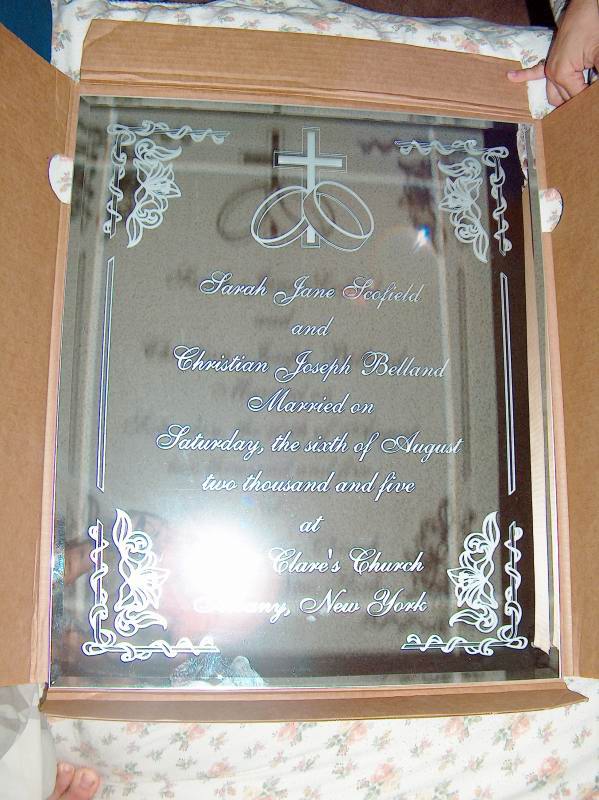 Sarah Jane Scofield
and
Christian Joseph Belland
Married on
Saturday, the sixth of August
two thousand and five
at
Clare's Church
Albany, New York